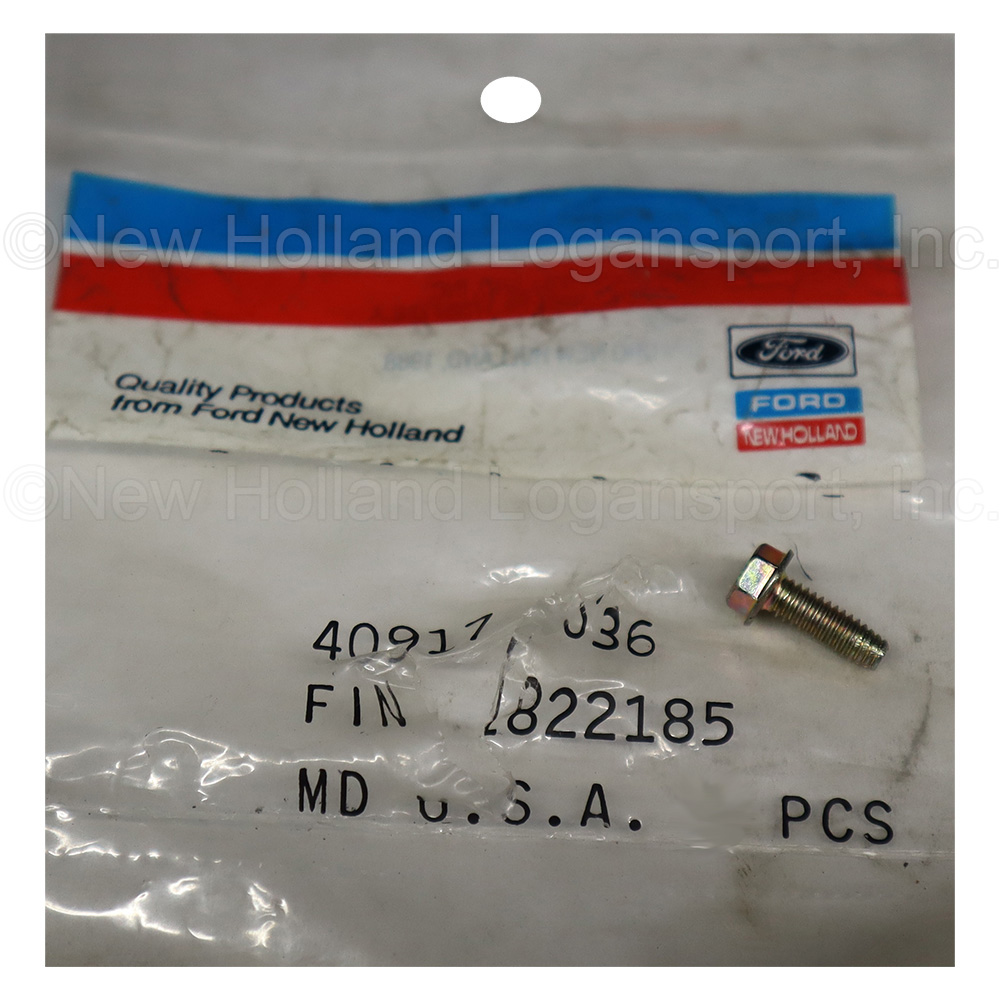 ©New Holland Logansport, Inc.
Ford
Quality Products
from Ford New Holland
FORD
NEW HOLLAND
©New Holland Logansport, Inc.
FIN
MD U.S.A. PCS